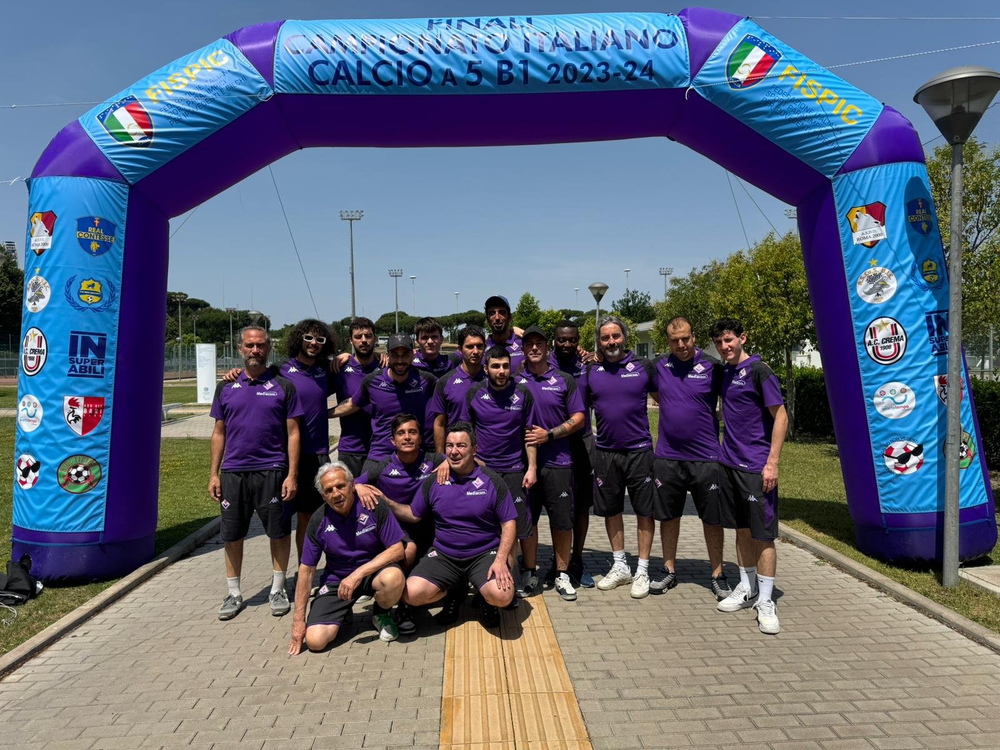 FINALI
CAMPIONATO ITALIANO
CALCIO A 5 B1 2023-24
FISPIC
FEDERAZIONE ITALIANA
SPORT PARALIMPICI
PER IPOVEDENTI E CIECHI
FISPIC
FEDERAZIONE ITALIANA
SPORT PARALIMPICI
PER IPOVEDENTI E CIECHI
A.S.D.D.
ROMA 2000
REAL
CONTESSE
A.C. CREMA
1908
IN
SUPER
ABILI
quartotempo
BARI
A.S.D.D.
ROMA 2000
REAL
CONTESSE
A.S.Cu.S. U.I.C
LECCE
A.C. CREMA
1908
IN
SUPER
ABILI
quartotempo
Mediacom
Mediacom
Mediacom
Mediacom
Mediacom
Mediacom
Mediacom
Mediacom
Mediacom